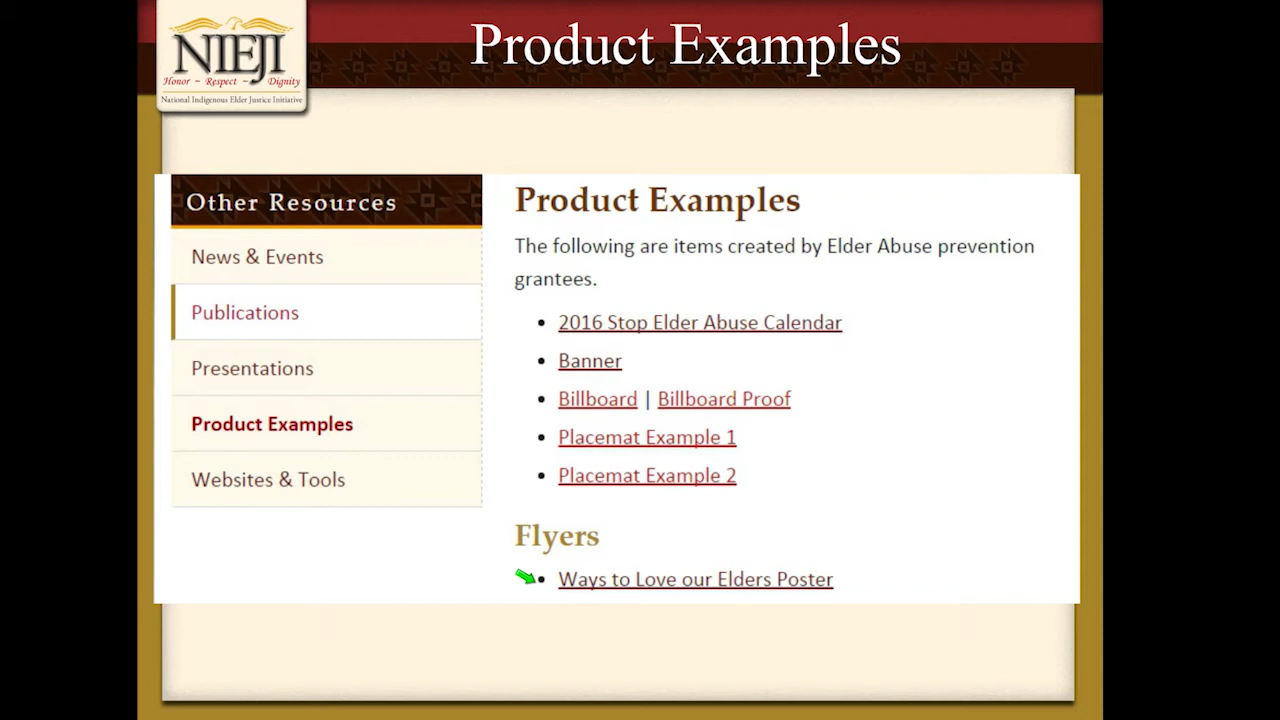 NIEJI
Honor ~ Respect ~ Dignity
National Indigenous Elder Justice Initiative
Product Examples
Other Resources
News & Events
Publications
Presentations
Product Examples
Websites & Tools
Product Examples
The following are items created by Elder Abuse prevention
grantees.
• 2016 Stop Elder Abuse Calendar
• Banner
• Billboard | Billboard Proof
• Placemat Example 1
• Placemat Example 2
Flyers
• Ways to Love our Elders Poster